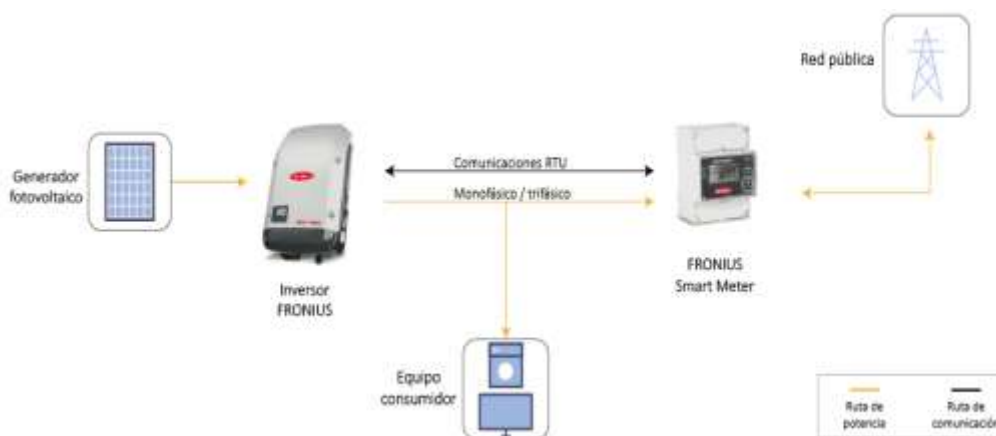 Red pública
Generador
fotovoltaico
Comunicaciones RTU
Monofásico / trifásico
Inversor
FRONIUS
FRONIUS
Smart Meter
Equipo
consumidor
Ruta de
potencia
Ruta de
comunicación